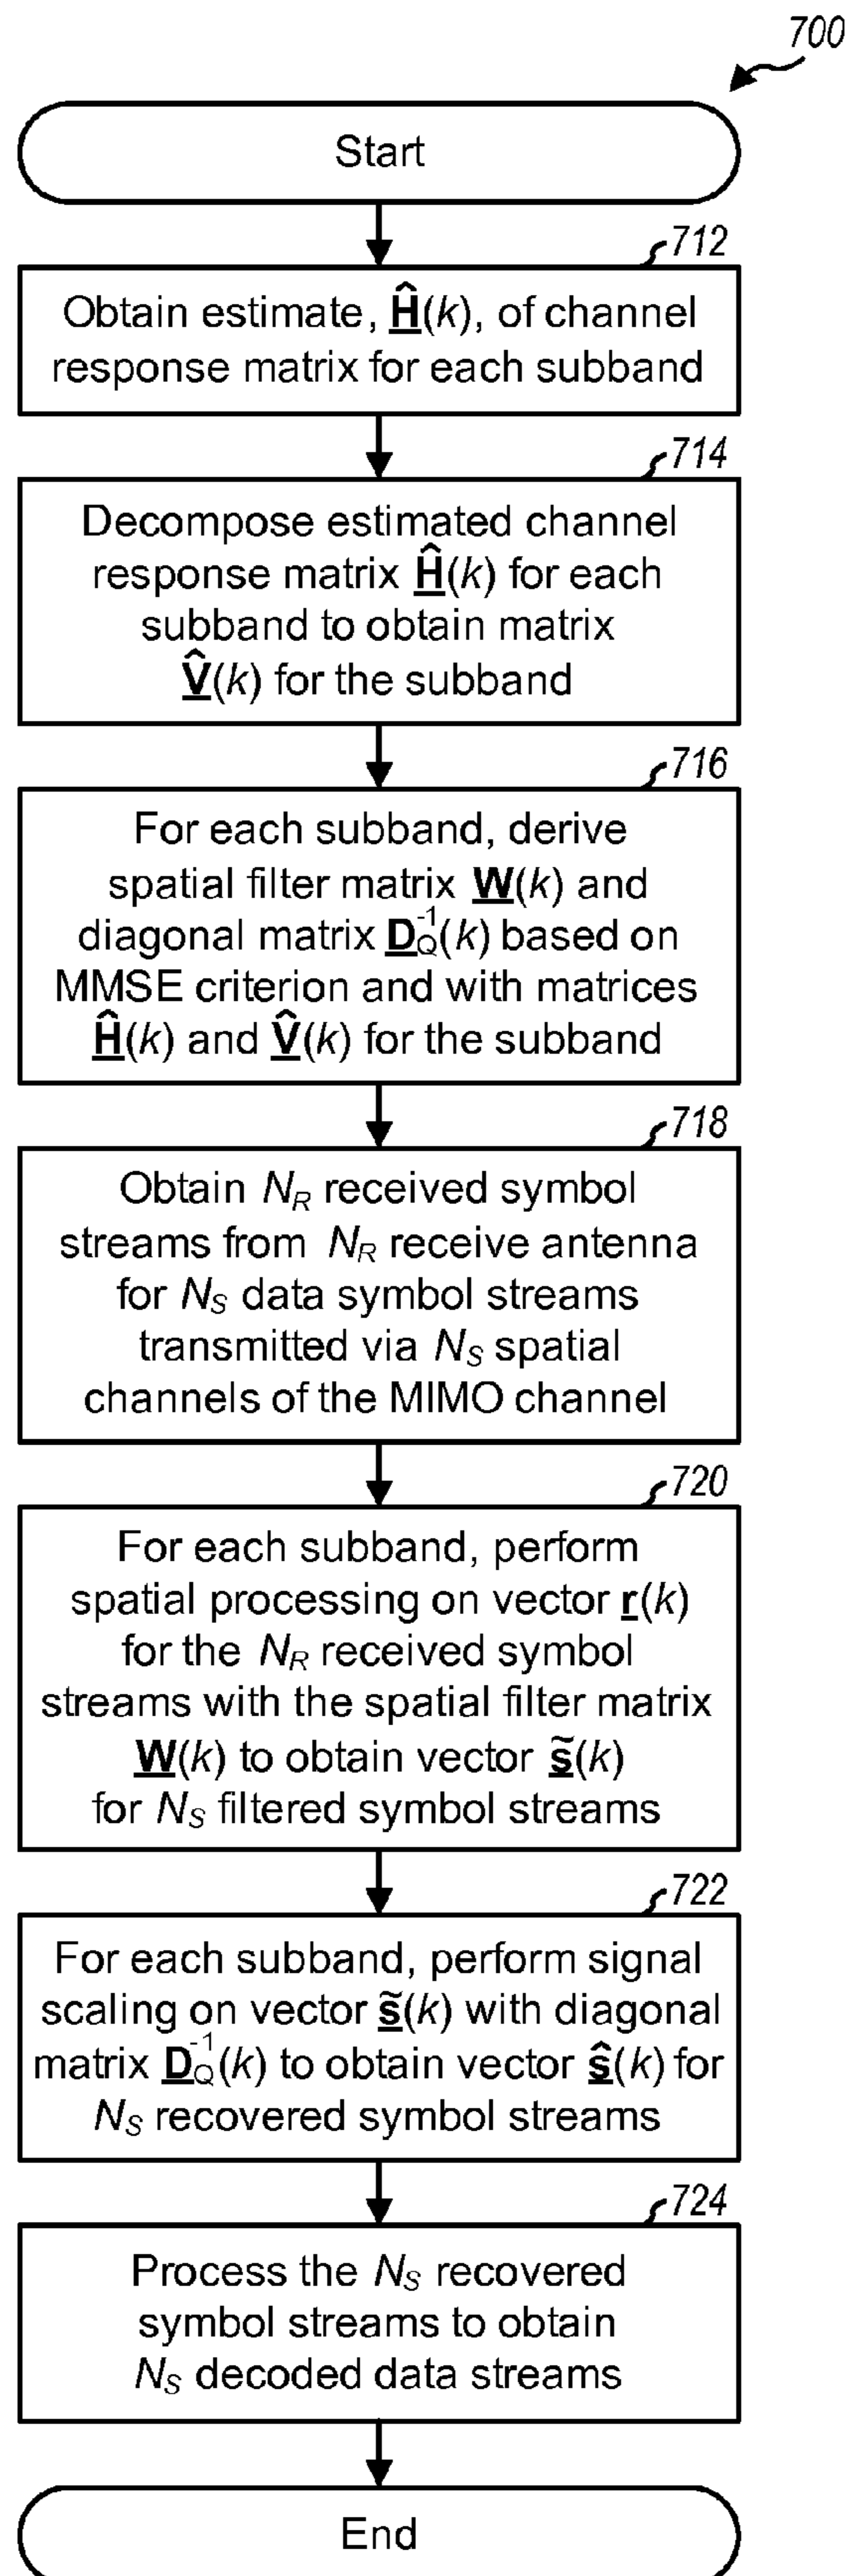 700
Start
712
Obtain estimate, Ĥ(k), of channel
response matrix for each subband
714
Decompose estimated channel
response matrix Ĥ(k) for each
subband to obtain matrix
V̂(k) for the subband
716
For each subband, derive
spatial filter matrix W(k) and
diagonal matrix D_Q^-1(k) based on
MMSE criterion and with matrices
Ĥ(k) and V̂(k) for the subband
718
Obtain N_R received symbol
streams from N_R receive antenna
for N_S data symbol streams
transmitted via N_S spatial
channels of the MIMO channel
720
For each subband, perform
spatial processing on vector r(k)
for the N_R received symbol
streams with the spatial filter matrix
W(k) to obtain vector s̃(k)
for N_S filtered symbol streams
722
For each subband, perform signal
scaling on vector s̃(k) with diagonal
matrix D_Q^-1(k) to obtain vector ŝ(k) for
N_S recovered symbol streams
724
Process the N_S recovered
symbol streams to obtain
N_S decoded data streams
End